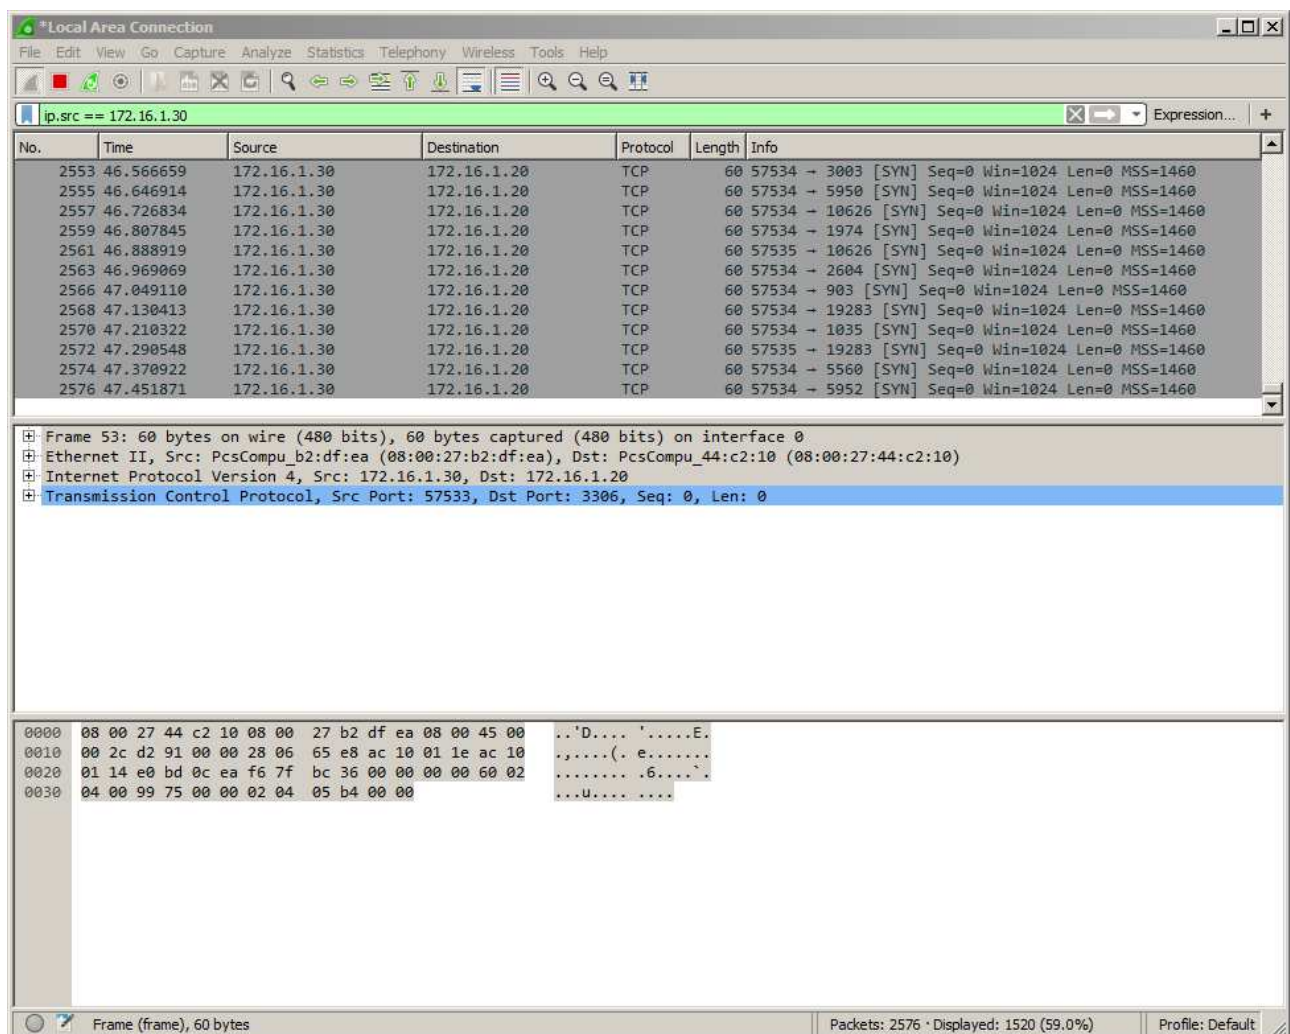 *Local Area Connection
File Edit View Go Capture Analyze Statistics Telephony Wireless Tools Help
ip.src == 172.16.1.30 Expression... +
No. Time Source Destination Protocol Length Info
2553 46.566659 172.16.1.30 172.16.1.20 TCP 60 57534 → 3003 [SYN] Seq=0 Win=1024 Len=0 MSS=1460
2555 46.646914 172.16.1.30 172.16.1.20 TCP 60 57534 → 5950 [SYN] Seq=0 Win=1024 Len=0 MSS=1460
2557 46.726834 172.16.1.30 172.16.1.20 TCP 60 57534 → 10626 [SYN] Seq=0 Win=1024 Len=0 MSS=1460
2559 46.807845 172.16.1.30 172.16.1.20 TCP 60 57534 → 1974 [SYN] Seq=0 Win=1024 Len=0 MSS=1460
2561 46.888919 172.16.1.30 172.16.1.20 TCP 60 57535 → 10626 [SYN] Seq=0 Win=1024 Len=0 MSS=1460
2563 46.969069 172.16.1.30 172.16.1.20 TCP 60 57534 → 2604 [SYN] Seq=0 Win=1024 Len=0 MSS=1460
2566 47.049110 172.16.1.30 172.16.1.20 TCP 60 57534 → 903 [SYN] Seq=0 Win=1024 Len=0 MSS=1460
2568 47.130413 172.16.1.30 172.16.1.20 TCP 60 57534 → 19283 [SYN] Seq=0 Win=1024 Len=0 MSS=1460
2570 47.210322 172.16.1.30 172.16.1.20 TCP 60 57534 → 1035 [SYN] Seq=0 Win=1024 Len=0 MSS=1460
2572 47.290548 172.16.1.30 172.16.1.20 TCP 60 57535 → 19283 [SYN] Seq=0 Win=1024 Len=0 MSS=1460
2574 47.370922 172.16.1.30 172.16.1.20 TCP 60 57534 → 5560 [SYN] Seq=0 Win=1024 Len=0 MSS=1460
2576 47.451871 172.16.1.30 172.16.1.20 TCP 60 57534 → 5952 [SYN] Seq=0 Win=1024 Len=0 MSS=1460
Frame 53: 60 bytes on wire (480 bits), 60 bytes captured (480 bits) on interface 0
Ethernet II, Src: PcsCompu_b2:df:ea (08:00:27:b2:df:ea), Dst: PcsCompu_44:c2:10 (08:00:27:44:c2:10)
Internet Protocol Version 4, Src: 172.16.1.30, Dst: 172.16.1.20
Transmission Control Protocol, Src Port: 57533, Dst Port: 3306, Seq: 0, Len: 0
0000 08 00 27 44 c2 10 08 00 27 b2 df ea 08 00 45 00 ..'D.... '.....E.
0010 00 2c d2 91 00 00 28 06 65 e8 ac 10 01 1e ac 10 .,....(. e.......
0020 01 14 e0 bd 0c ea f6 7f bc 36 00 00 00 00 60 02 ........ .6....`.
0030 04 00 99 75 00 00 02 04 05 b4 00 00 ...u.... ....
Frame (frame), 60 bytes Packets: 2576 · Displayed: 1520 (59.0%) Profile: Default